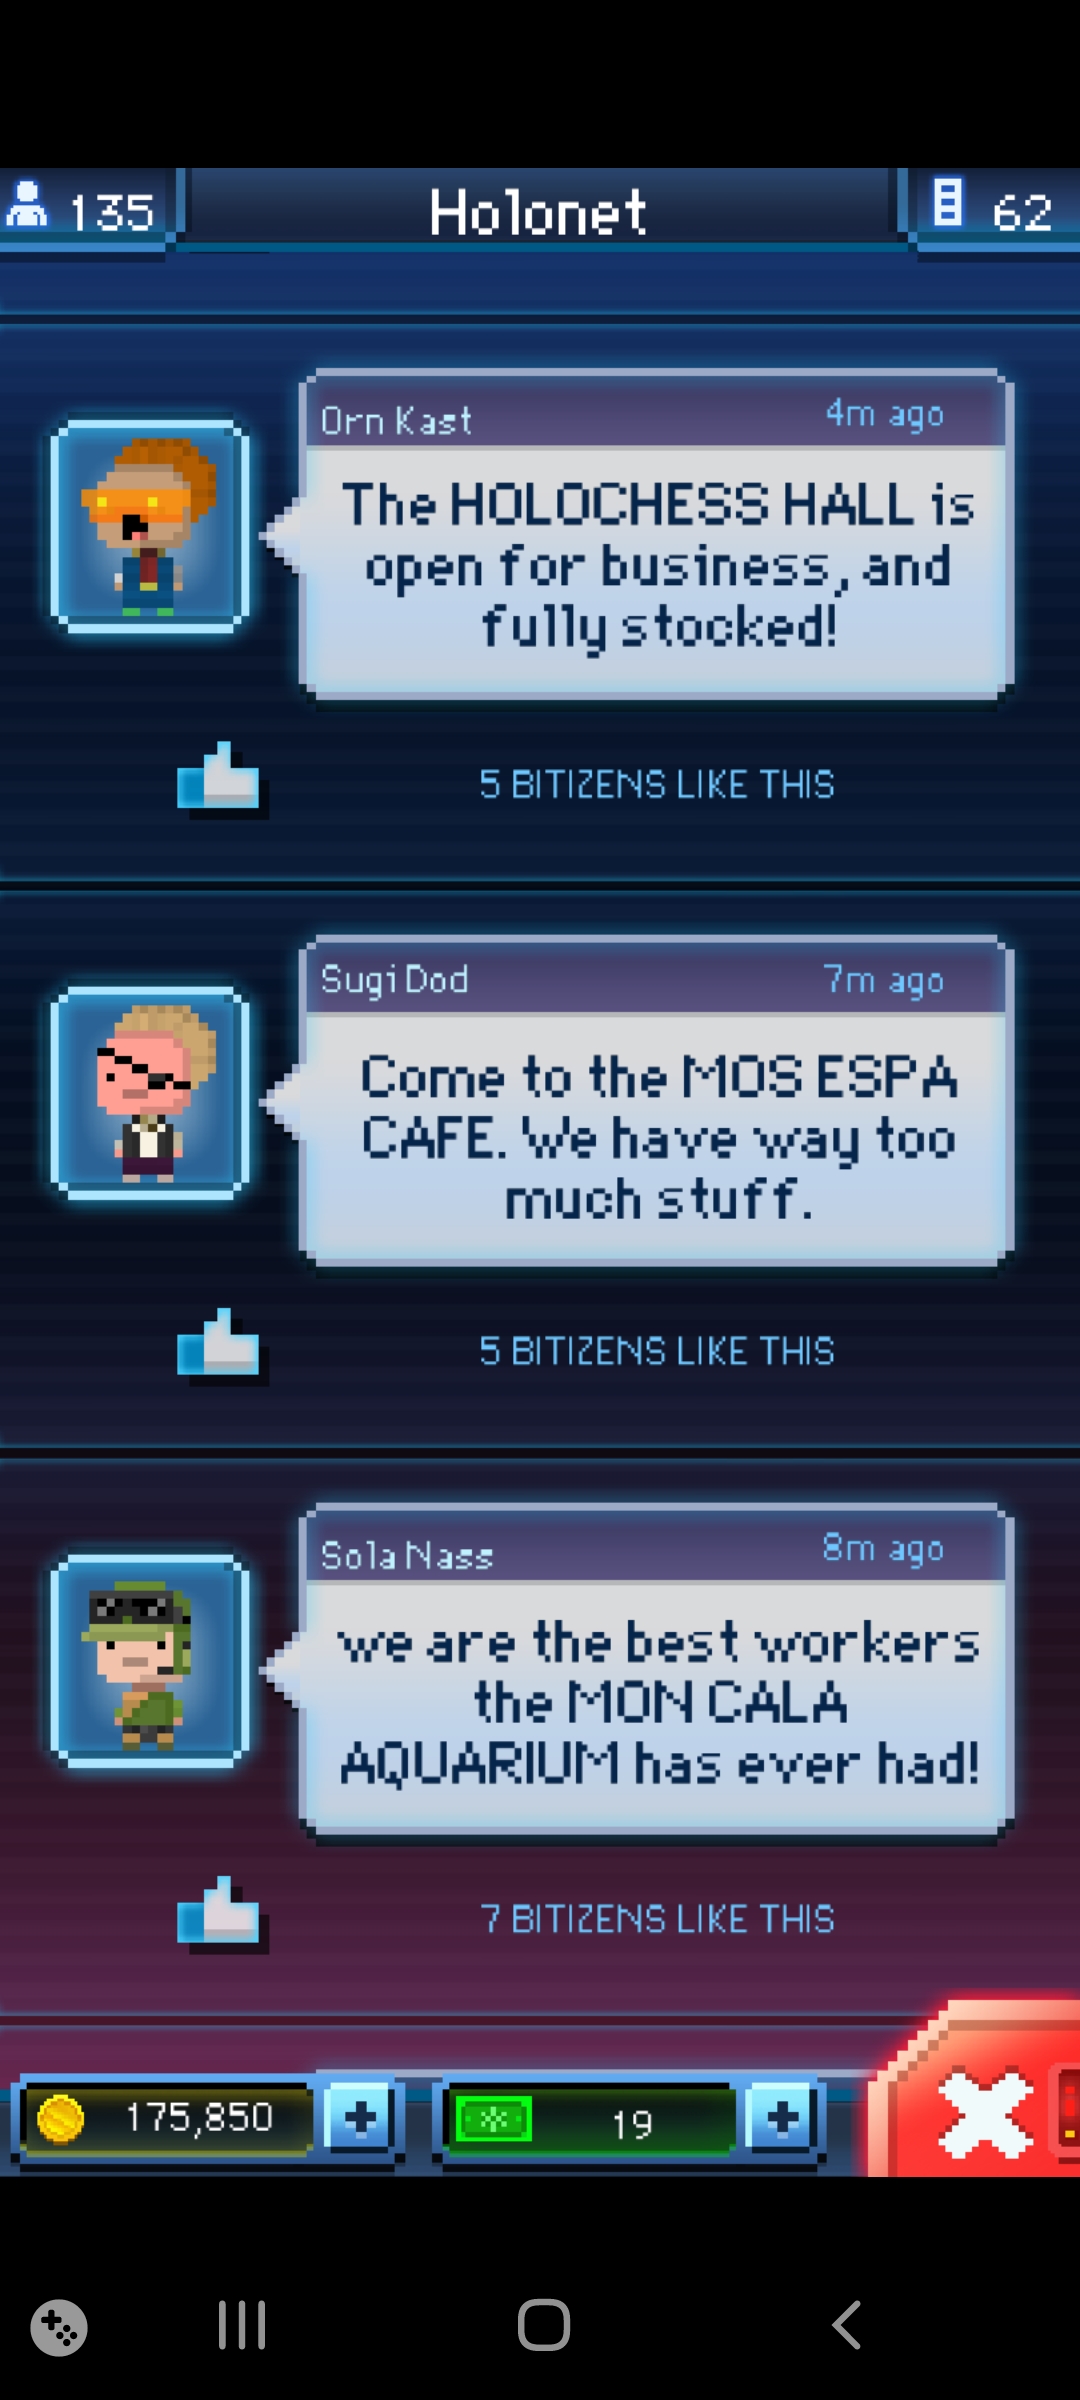 135
Holonet
62
Orn Kast
4m ago
The HOLOCHESS HALL is
open for business, and
fully stocked!
5 BITIZENS LIKE THIS
Sugi Dod
7m ago
Come to the MOS ESPA
CAFE. We have way too
much stuff.
5 BITIZENS LIKE THIS
Sola Nass
8m ago
we are the best workers
the MON CALA
AQUARIUM has ever had!
7 BITIZENS LIKE THIS
175,850
19